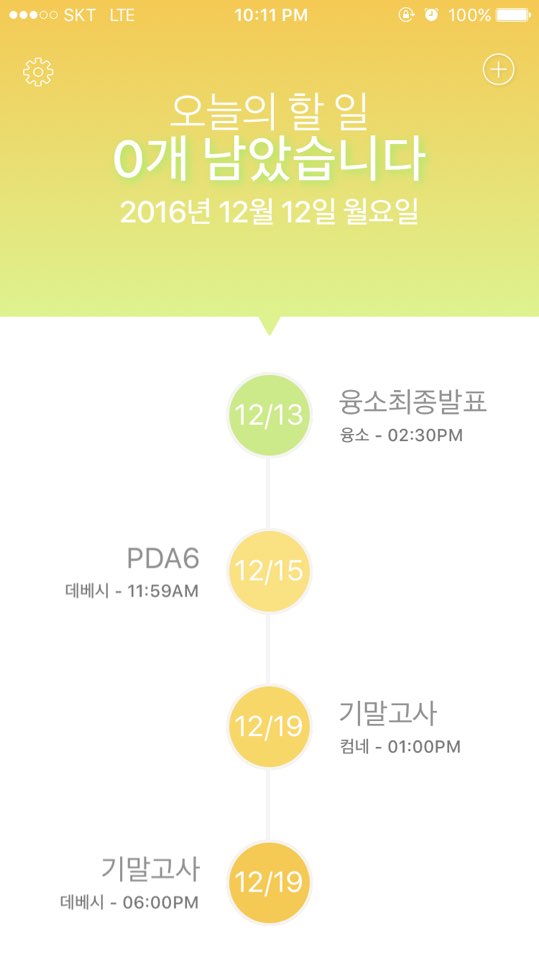 SKT LTE 10:11 PM 100%
오늘의 할 일
0개 남았습니다
2016년 12월 12일 월요일
12/13
융소최종발표
융소 - 02:30PM
PDA6
데베시 - 11:59AM
12/15
12/19
기말고사
컴네 - 01:00PM
기말고사
데베시 - 06:00PM
12/19